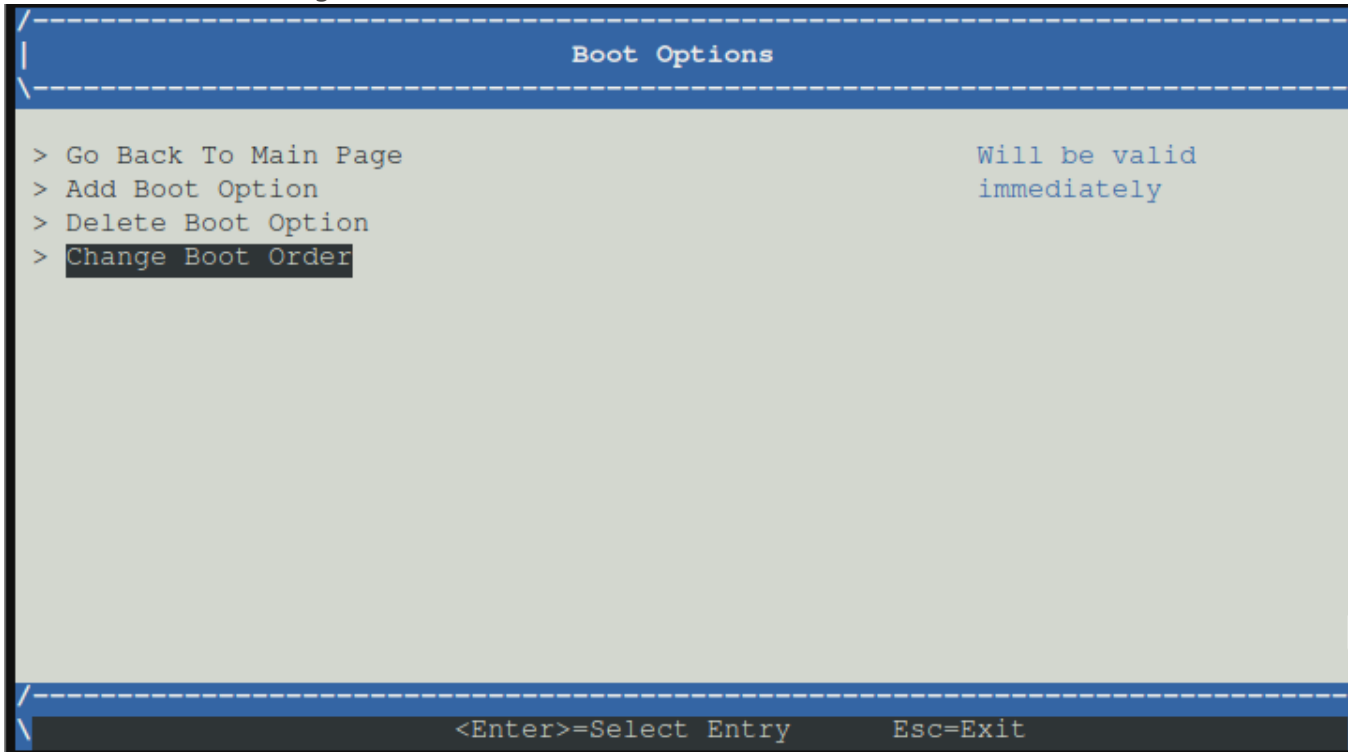 /------------------------------------------------------------------------------
|                                Boot Options
\------------------------------------------------------------------------------
> Go Back To Main Page                                  Will be valid
> Add Boot Option                                       immediately
> Delete Boot Option
> Change Boot Order
/------------------------------------------------------------------------------
\                         <Enter>=Select Entry      Esc=Exit